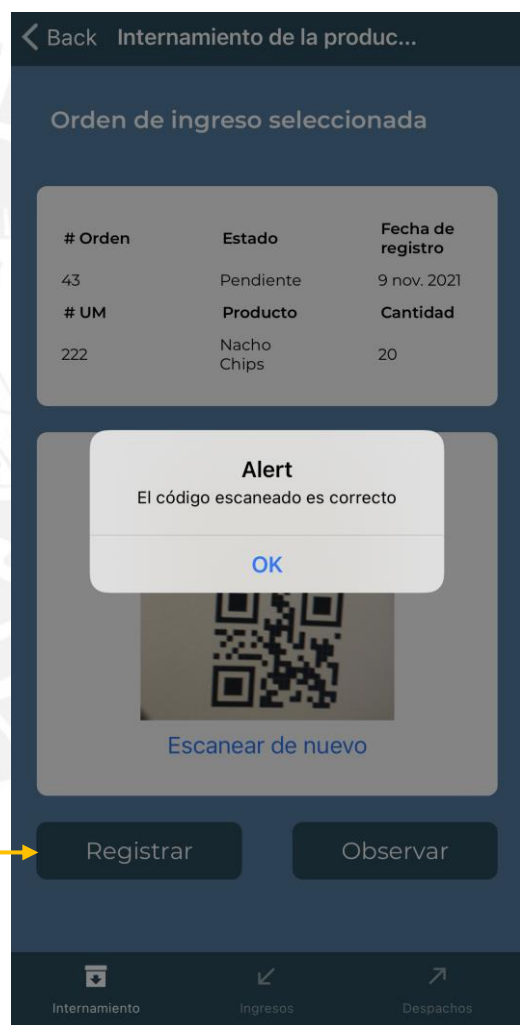 Back Internamiento de la produc...
Orden de ingreso seleccionada
# Orden Estado Fecha de registro
43 Pendiente 9 nov. 2021
# UM Producto Cantidad
222 Nacho Chips 20
Alert
El código escaneado es correcto
OK
Escanear de nuevo
Registrar Observar
Internamiento Ingresos Despachos